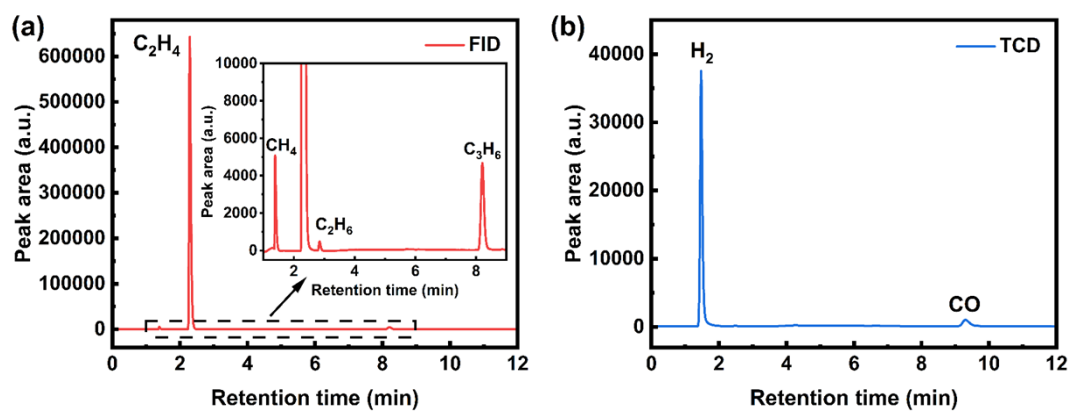 (a)
FID
C₂H₄
600000
500000
400000
300000
200000
100000
0
Peak area (a.u.)
0 2 4 6 8 10 12
Retention time (min)
10000
8000
6000
4000
2000
0
Peak area (a.u.)
CH₄
C₂H₆
C₃H₆
2 4 6 8
Retention time (min)
(b)
TCD
H₂
40000
30000
20000
10000
0
Peak area (a.u.)
CO
0 2 4 6 8 10 12
Retention time (min)